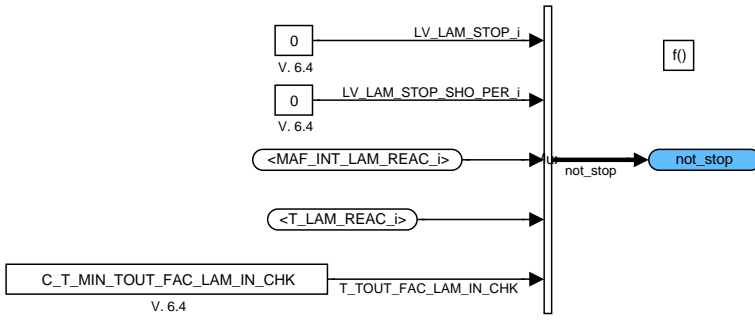 LV_LAM_STOP_i
0
V. 6.4
f()
LV_LAM_STOP_SHO_PER_i
0
V. 6.4
<MAF_INT_LAM_REAC_i>
not_stop
not_stop
<T_LAM_REAC_i>
C_T_MIN_TOUT_FAC_LAM_IN_CHK
T_TOUT_FAC_LAM_IN_CHK
V. 6.4